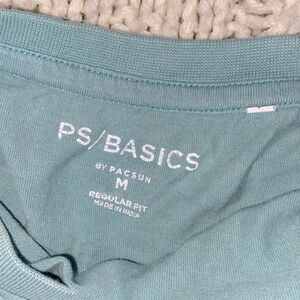 PS/BASICS
BY PACSUN
M
REGULAR FIT
MADE IN INDIA